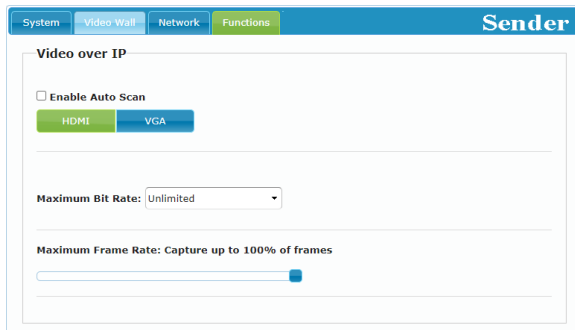 System Video Wall Network Functions Sender
Video over IP
Enable Auto Scan
HDMI VGA
Maximum Bit Rate: Unlimited
Maximum Frame Rate: Capture up to 100% of frames